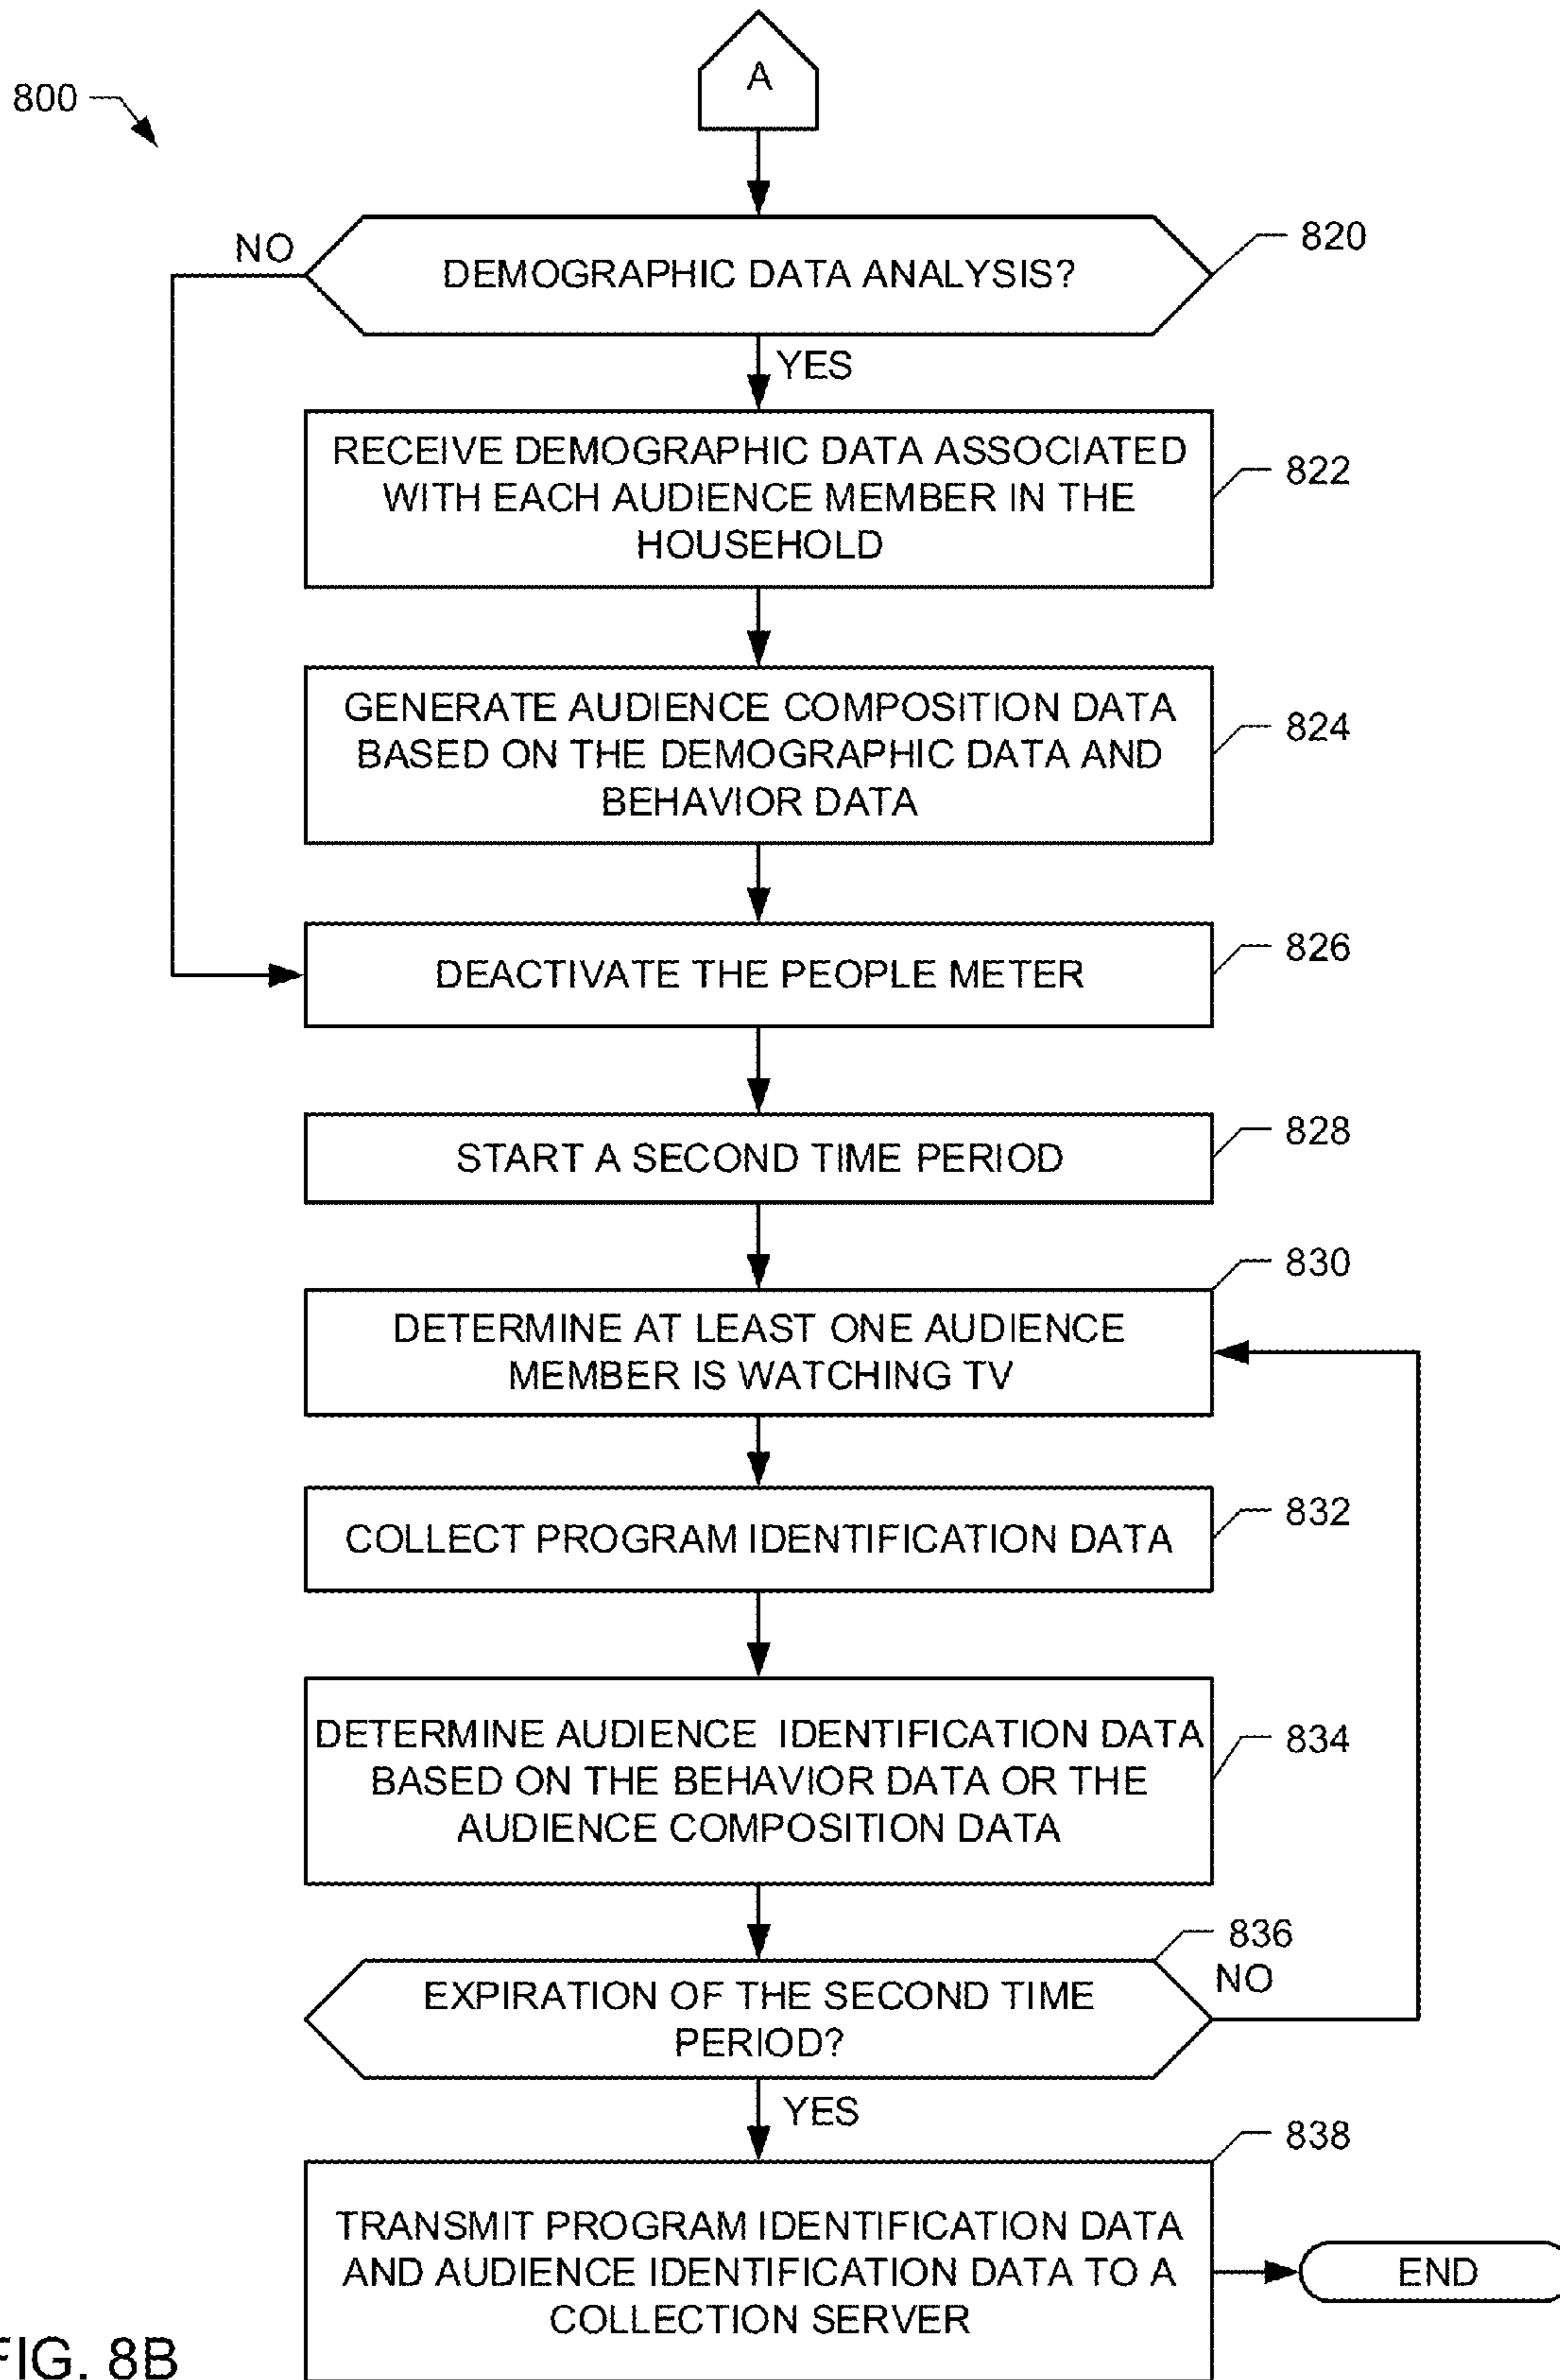 A
800
DEMOGRAPHIC DATA ANALYSIS?
820
NO
YES
RECEIVE DEMOGRAPHIC DATA ASSOCIATED
WITH EACH AUDIENCE MEMBER IN THE
HOUSEHOLD
822
GENERATE AUDIENCE COMPOSITION DATA
BASED ON THE DEMOGRAPHIC DATA AND
BEHAVIOR DATA
824
DEACTIVATE THE PEOPLE METER
826
START A SECOND TIME PERIOD
828
DETERMINE AT LEAST ONE AUDIENCE
MEMBER IS WATCHING TV
830
COLLECT PROGRAM IDENTIFICATION DATA
832
DETERMINE AUDIENCE IDENTIFICATION DATA
BASED ON THE BEHAVIOR DATA OR THE
AUDIENCE COMPOSITION DATA
834
EXPIRATION OF THE SECOND TIME
PERIOD?
836
NO
YES
TRANSMIT PROGRAM IDENTIFICATION DATA
AND AUDIENCE IDENTIFICATION DATA TO A
COLLECTION SERVER
838
END
FIG. 8B